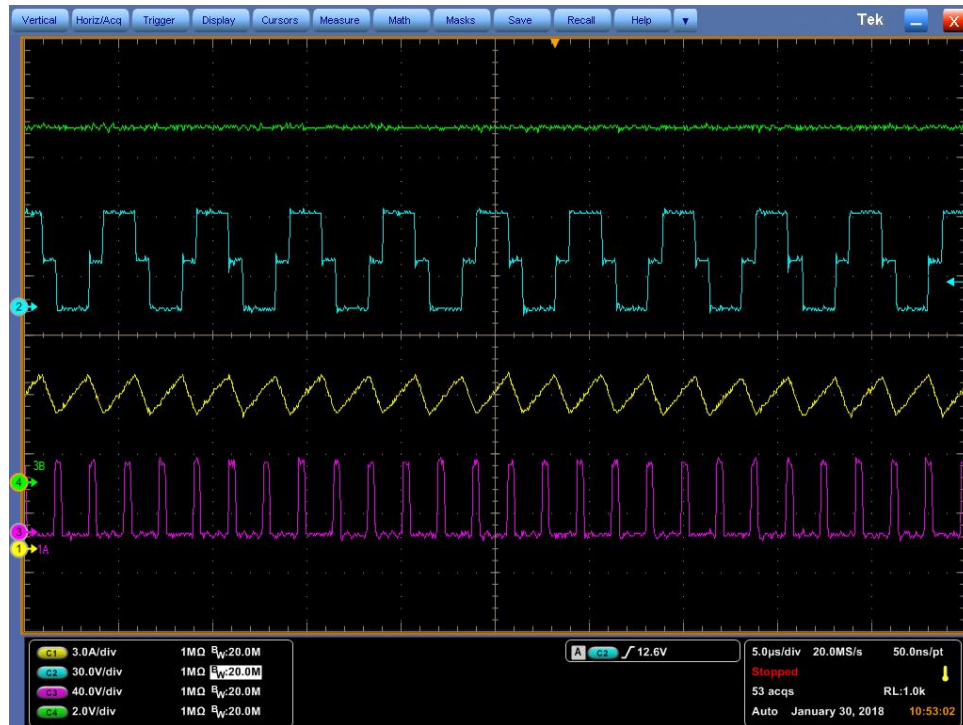 Vertical Horiz/Acq Trigger Display Cursors Measure Math Masks Save Recall Help Tek X
2
3B
4
3
1 1A
C1 3.0A/div 1MΩ BW:20.0M
C2 30.0V/div 1MΩ BW:20.0M
C3 40.0V/div 1MΩ BW:20.0M
C4 2.0V/div 1MΩ BW:20.0M
A C2 12.6V
5.0µs/div 20.0MS/s 50.0ns/pt
Stopped
53 acqs RL:1.0k
Auto January 30, 2018 10:53:02